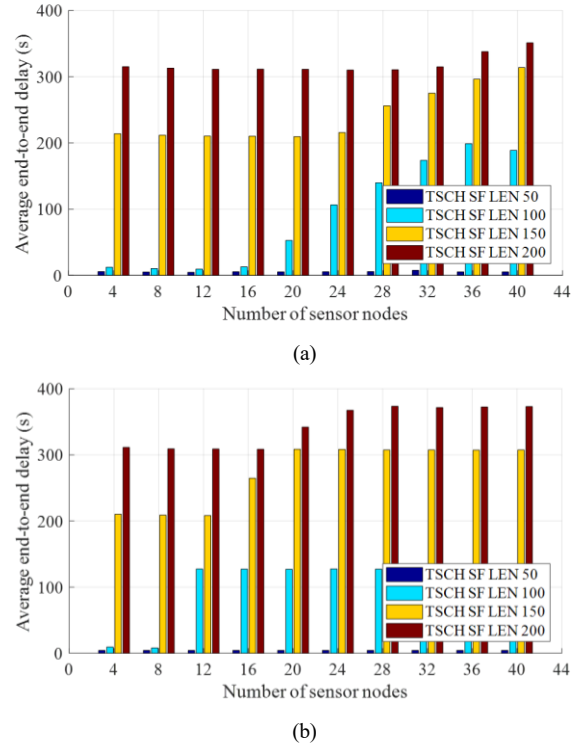 400
300
200
100
0
Average end-to-end delay (s)
TSCH SF LEN 50
TSCH SF LEN 100
TSCH SF LEN 150
TSCH SF LEN 200
0 4 8 12 16 20 24 28 32 36 40 44
Number of sensor nodes
(a)
400
300
200
100
0
Average end-to-end delay (s)
TSCH SF LEN 50
TSCH SF LEN 100
TSCH SF LEN 150
TSCH SF LEN 200
0 4 8 12 16 20 24 28 32 36 40 44
Number of sensor nodes
(b)